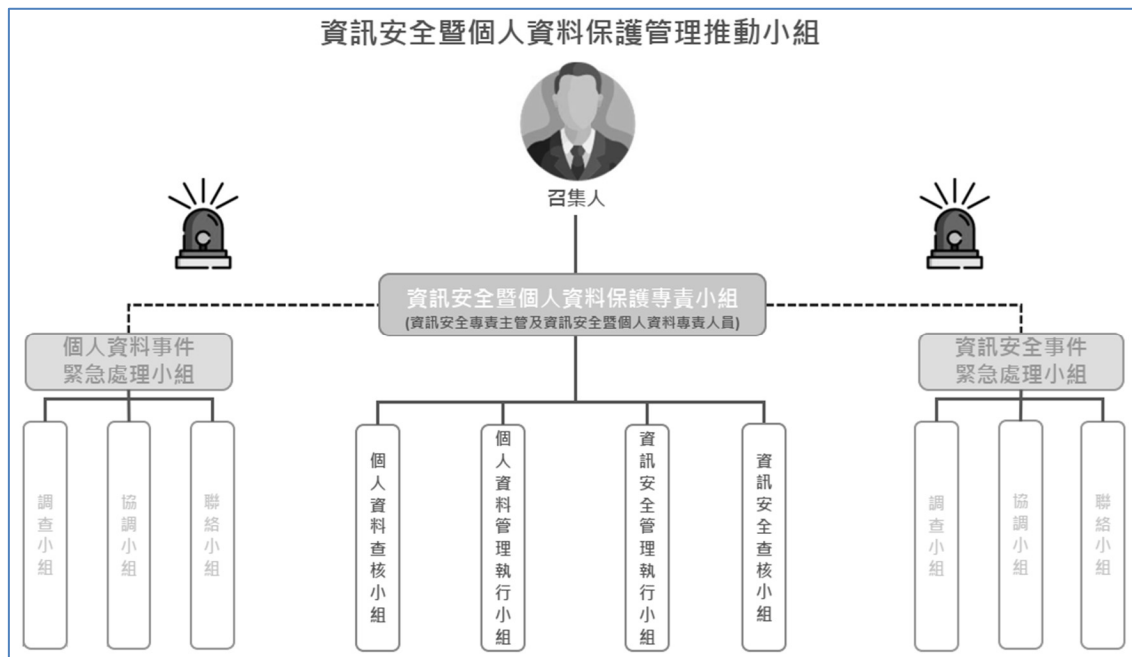 資訊安全暨個人資料保護管理推動小組
召集人
資訊安全暨個人資料保護專責小組
(資訊安全專責主管及資訊安全暨個人資料專責人員)
個人資料事件
緊急處理小組
資訊安全事件
緊急處理小組
調查小組
協調小組
聯絡小組
個人資料查核小組
個人資料管理執行小組
資訊安全管理執行小組
資訊安全查核小組
調查小組
協調小組
聯絡小組